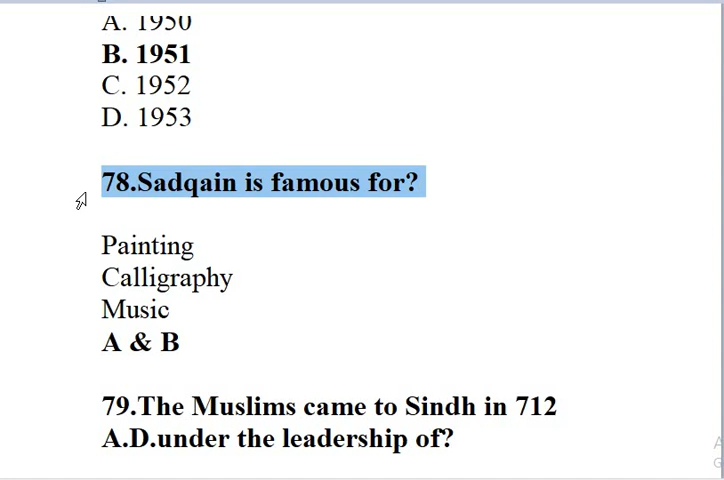 A. 1950
B. 1951
C. 1952
D. 1953
78.Sadqain is famous for?
Painting
Calligraphy
Music
A & B
79.The Muslims came to Sindh in 712
A.D.under the leadership of?